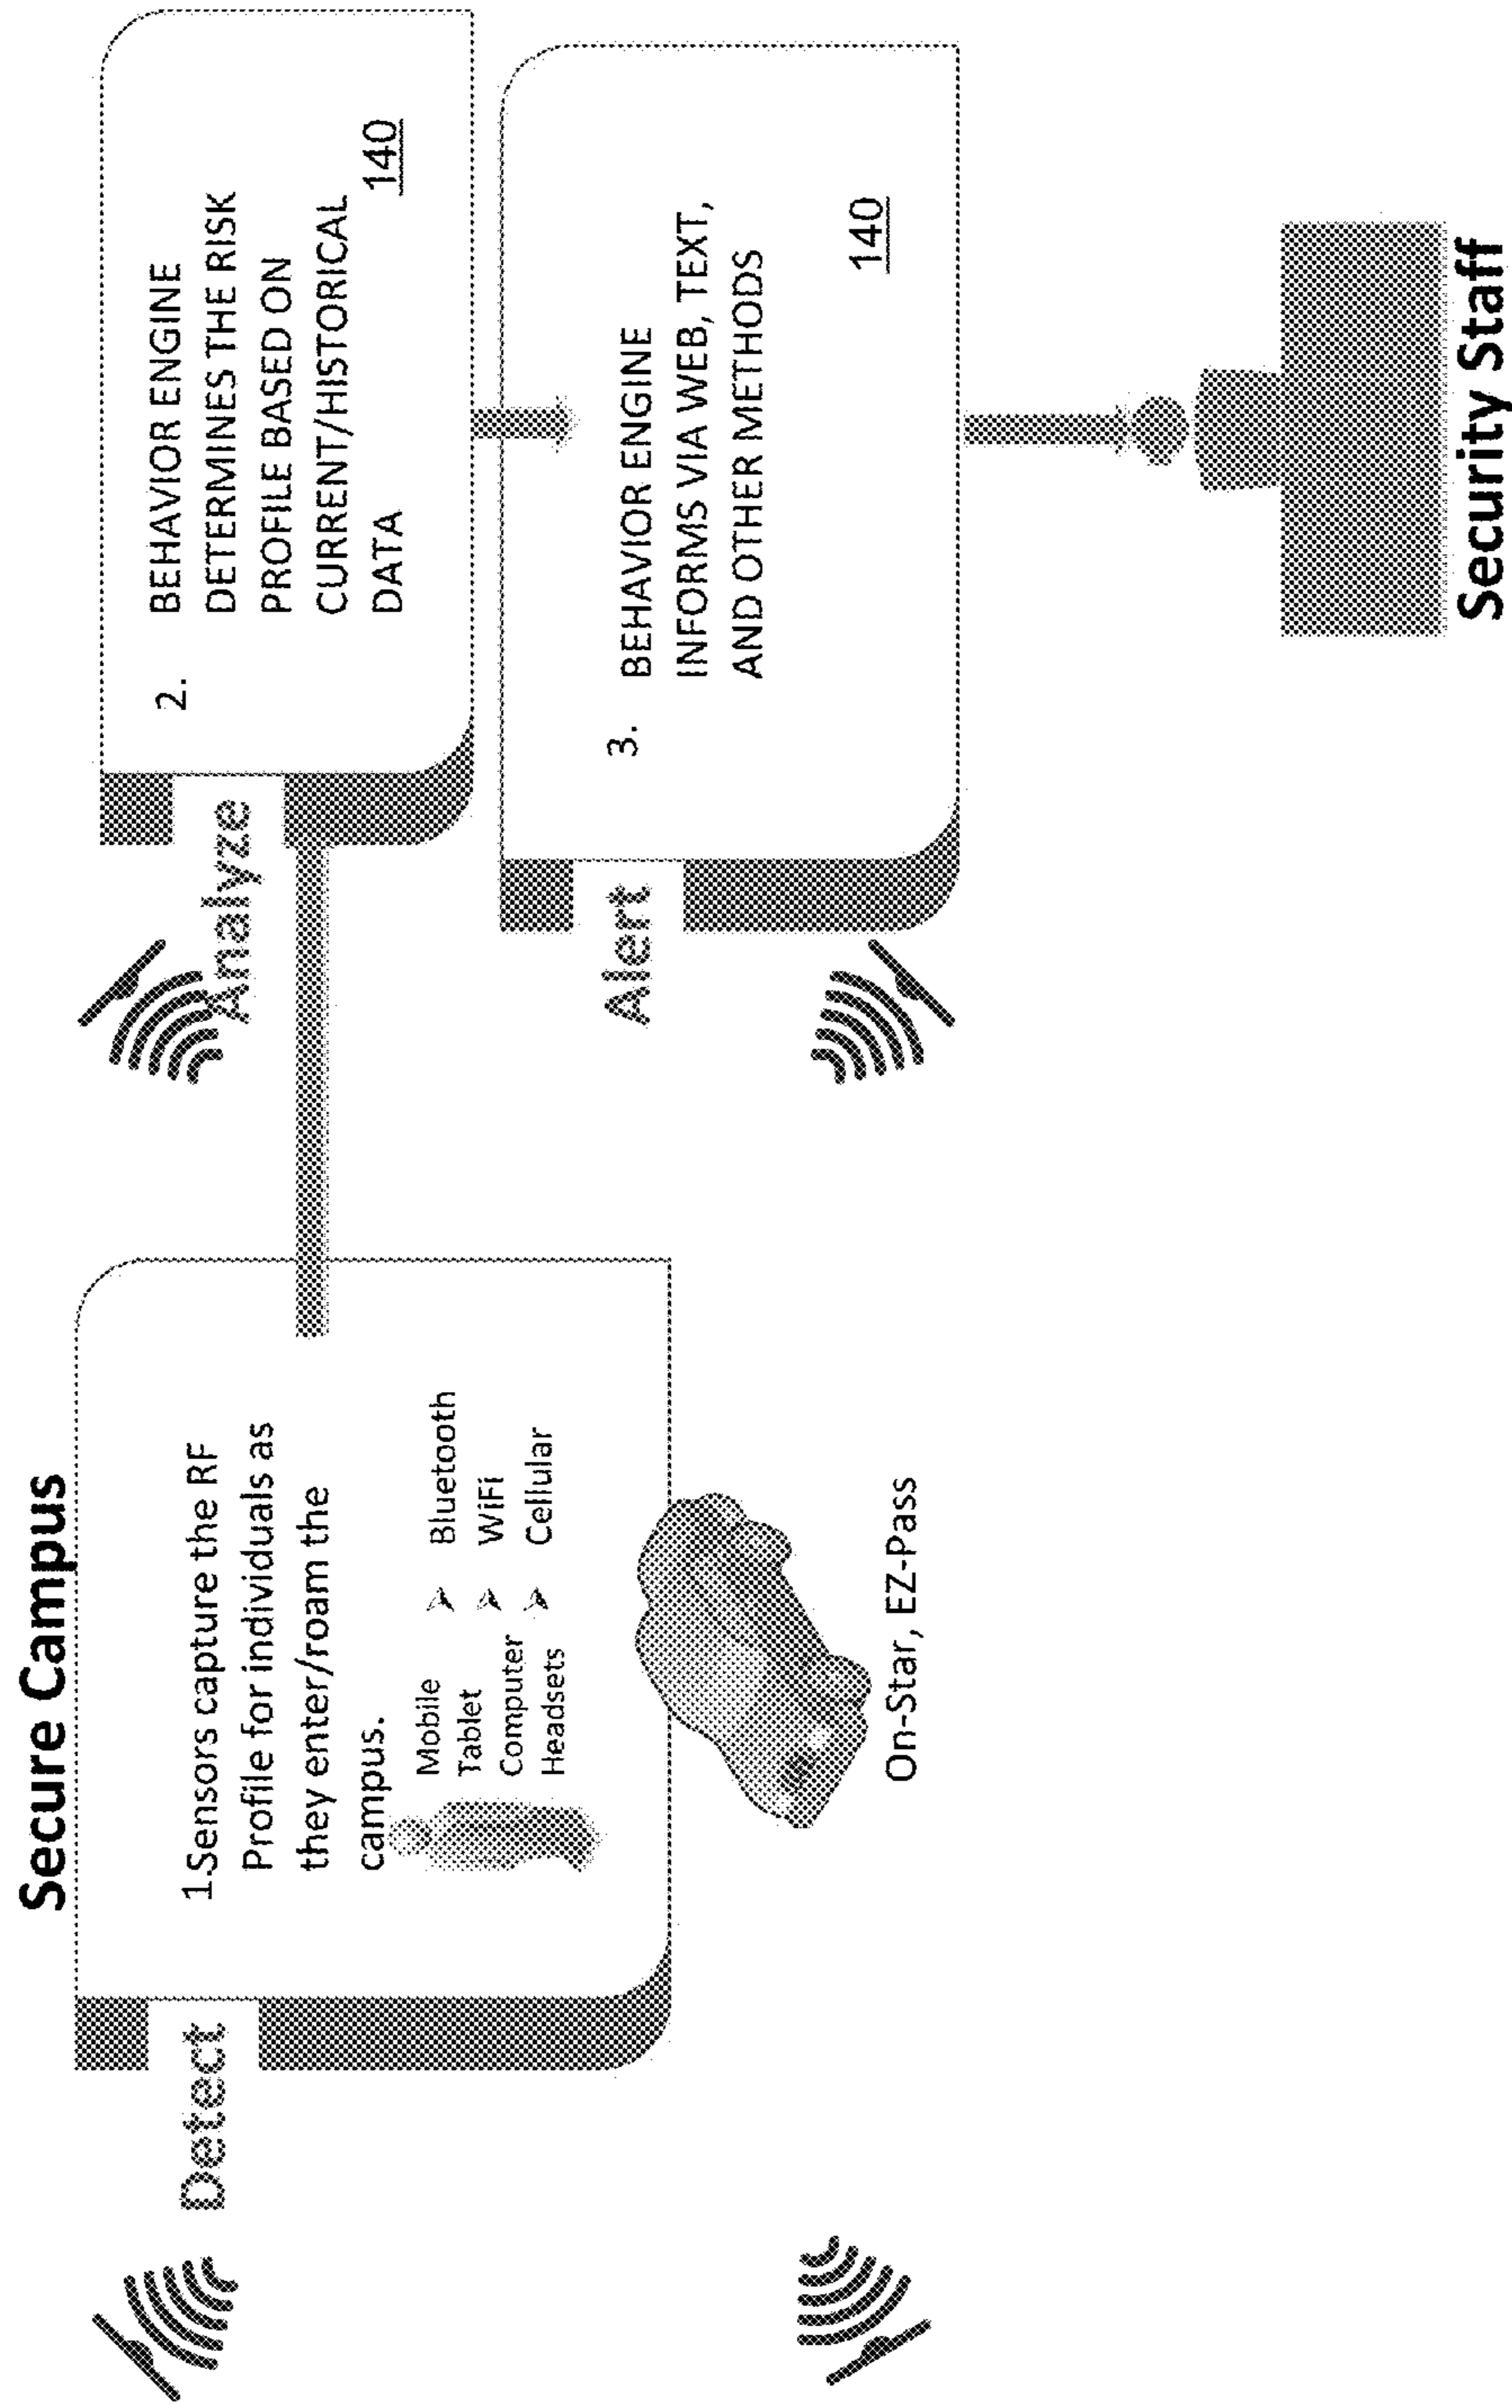 Secure Campus
Detect
1.Sensors capture the RF
Profile for individuals as
they enter/roam the
campus.
Mobile
Tablet
Computer
Headsets
➢ Bluetooth
➢ WiFi
➢ Cellular
On-Star, EZ-Pass
Analyze
2. BEHAVIOR ENGINE
DETERMINES THE RISK
PROFILE BASED ON
CURRENT/HISTORICAL
DATA
140
Alert
3. BEHAVIOR ENGINE
INFORMS VIA WEB, TEXT,
AND OTHER METHODS
140
Security Staff